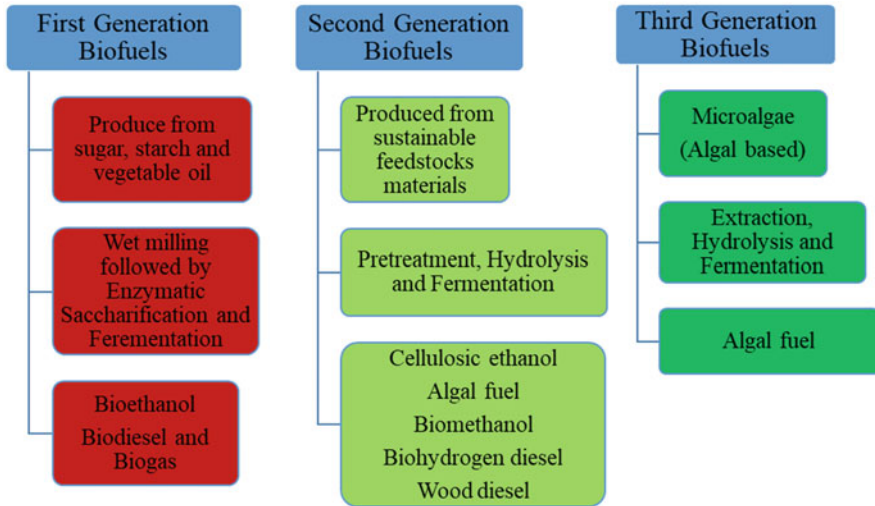 First Generation
Biofuels
Produce from
sugar, starch and
vegetable oil
Wet milling
followed by
Enzymatic
Saccharification and
Ferementation
Bioethanol
Biodiesel and
Biogas
Second Generation
Biofuels
Produced from
sustainable
feedstocks
materials
Pretreatment, Hydrolysis
and Fermentation
Cellulosic ethanol
Algal fuel
Biomethanol
Biohydrogen diesel
Wood diesel
Third Generation
Biofuels
Microalgae
(Algal based)
Extraction,
Hydrolysis and
Fermentation
Algal fuel